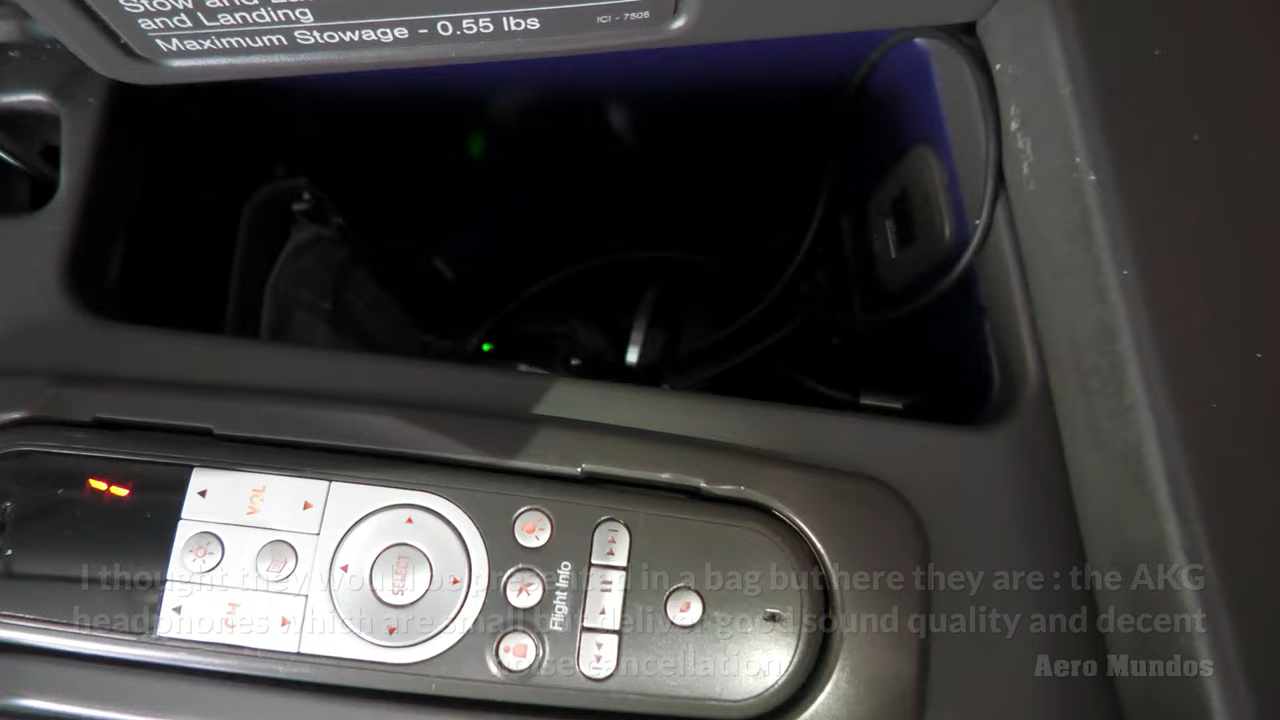 Stow and
and Landing
Maximum Stowage - 0.55 lbs
ICI - 7505
VOL
SELECT
CH
Flight Info
I thought they would be presented in a bag but here they are : the AKG
headphones which are small but deliver good sound quality and decent
noise cancellation
Aero Mundos